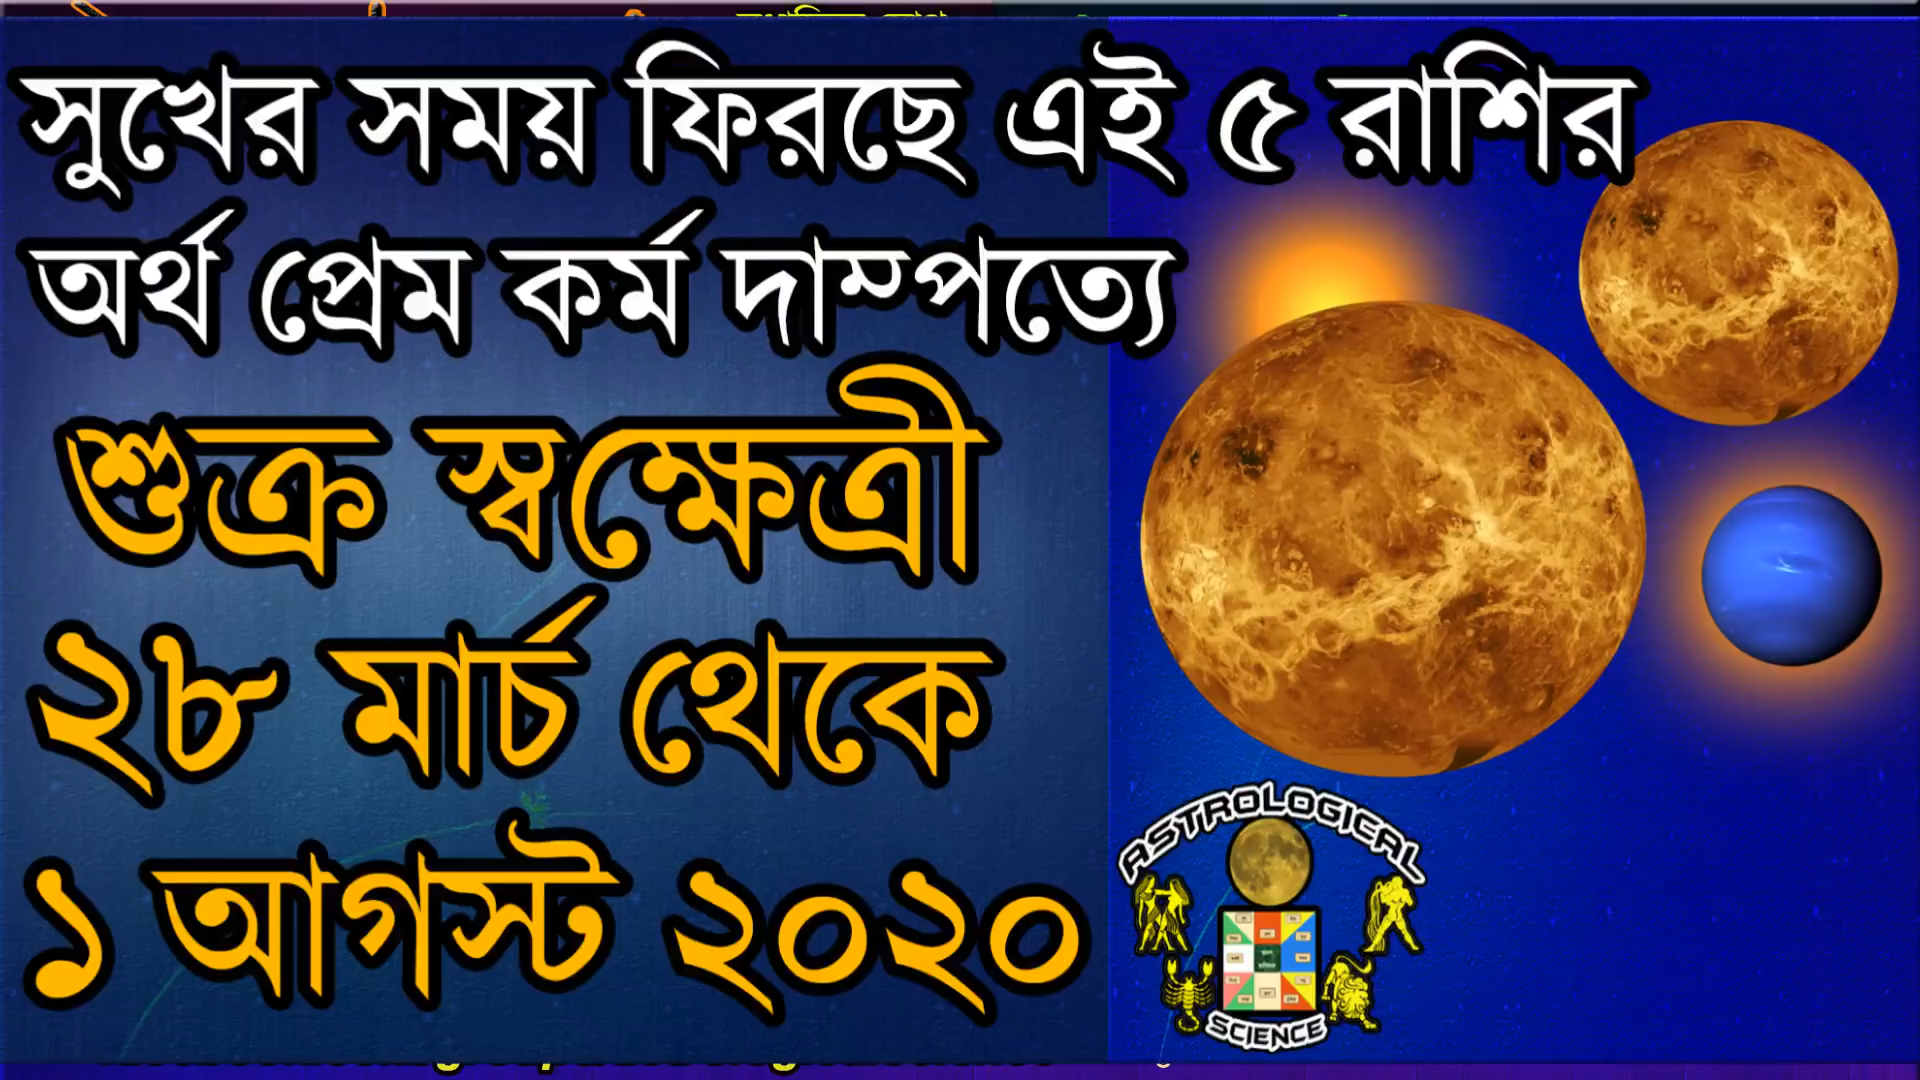 সুখের সময় ফিরছে এই ৫ রাশির
অর্থ প্রেম কর্ম দাম্পত্যে
শুক্র স্বক্ষেত্রী
২৮ মার্চ থেকে
১ আগস্ট ২০২০
ASTROLOGICAL
SCIENCE